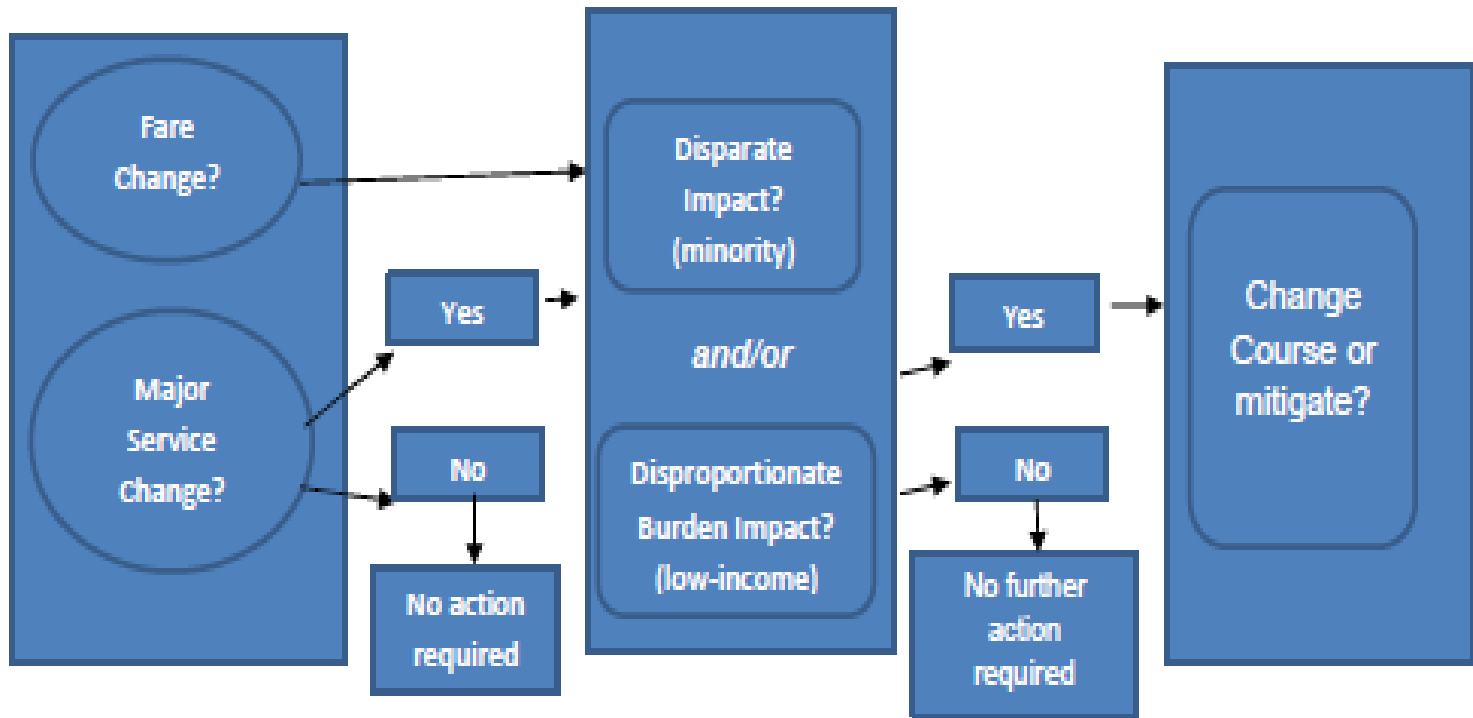 Fare
Change?
Major
Service
Change?
Yes
No
No action
required
Disparate
Impact?
(minority)
and/or
Disproportionate
Burden Impact?
(low-income)
Yes
No
No further
action
required
Change
Course or
mitigate?